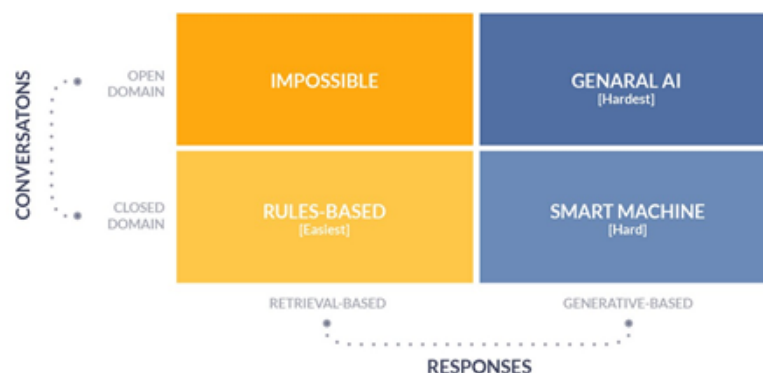 CONVERSATONS
OPEN
DOMAIN
IMPOSSIBLE
GENARAL AI
[Hardest]
CLOSED
DOMAIN
RULES-BASED
[Easiest]
SMART MACHINE
[Hard]
RETRIEVAL-BASED
GENERATIVE-BASED
RESPONSES